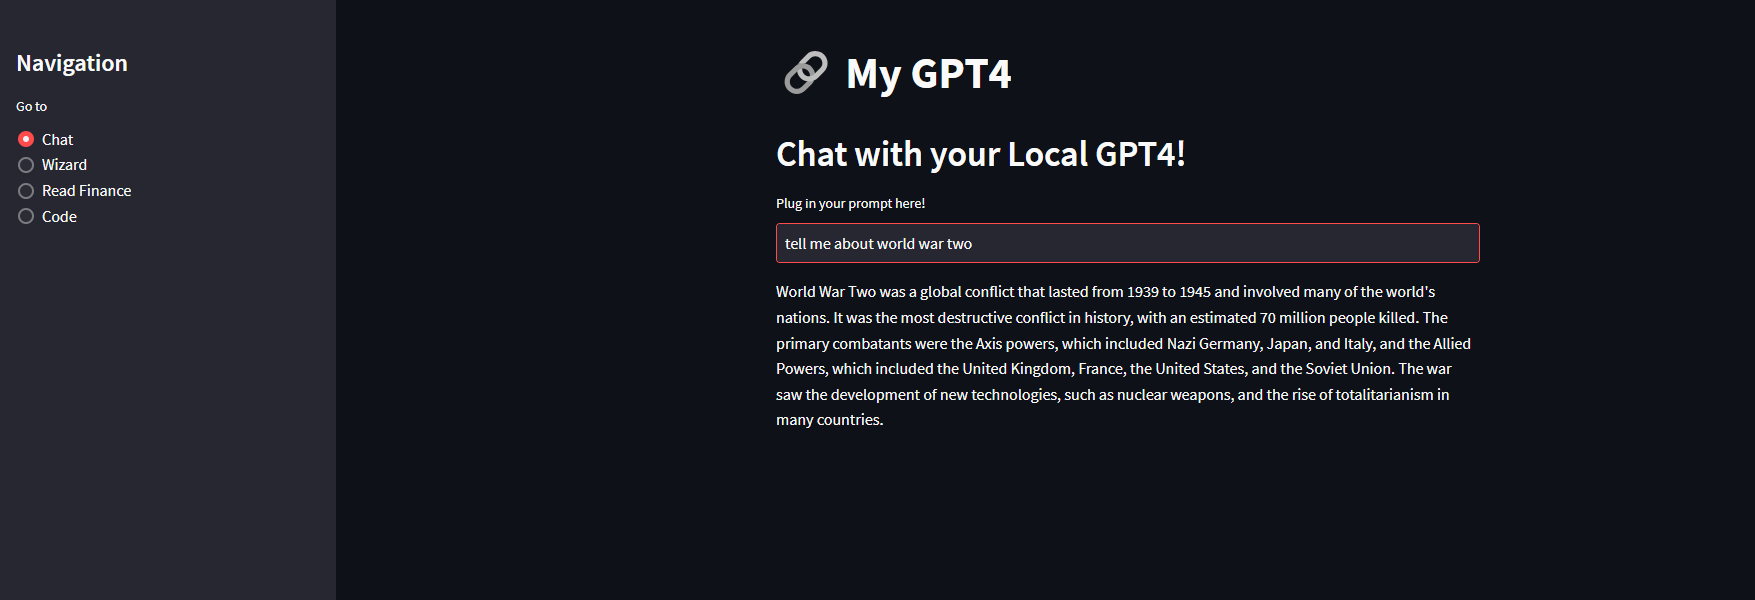 Navigation
Go to
Chat
Wizard
Read Finance
Code
My GPT4
Chat with your Local GPT4!
Plug in your prompt here!
tell me about world war two
World War Two was a global conflict that lasted from 1939 to 1945 and involved many of the world's
nations. It was the most destructive conflict in history, with an estimated 70 million people killed. The
primary combatants were the Axis powers, which included Nazi Germany, Japan, and Italy, and the Allied
Powers, which included the United Kingdom, France, the United States, and the Soviet Union. The war
saw the development of new technologies, such as nuclear weapons, and the rise of totalitarianism in
many countries.